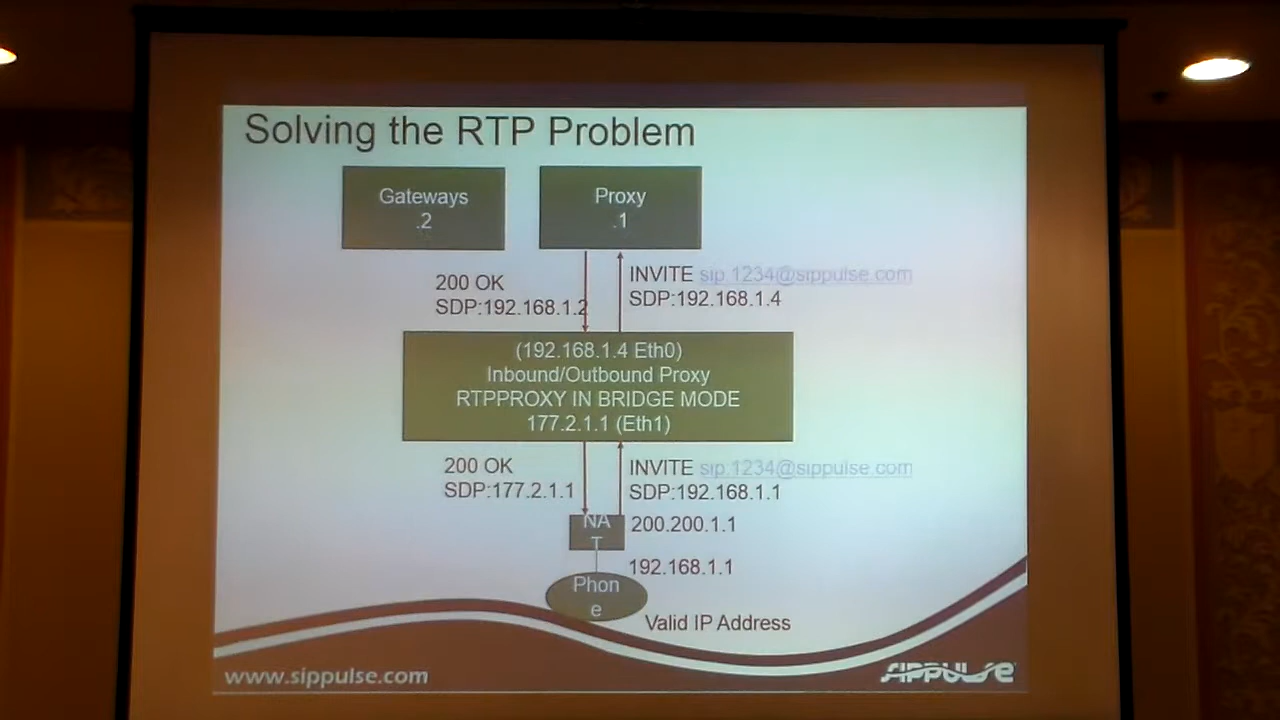 Solving the RTP Problem
Gateways
.2
Proxy
.1
200 OK
SDP:192.168.1.2
INVITE sip.1234@sippulse.com
SDP:192.168.1.4
(192.168.1.4 Eth0)
Inbound/Outbound Proxy
RTPPROXY IN BRIDGE MODE
177.2.1.1 (Eth1)
200 OK
SDP:177.2.1.1
INVITE sip.1234@sippulse.com
SDP:192.168.1.1
NA
T
200.200.1.1
192.168.1.1
Phon
e
Valid IP Address
www.sippulse.com
SIPPULSE